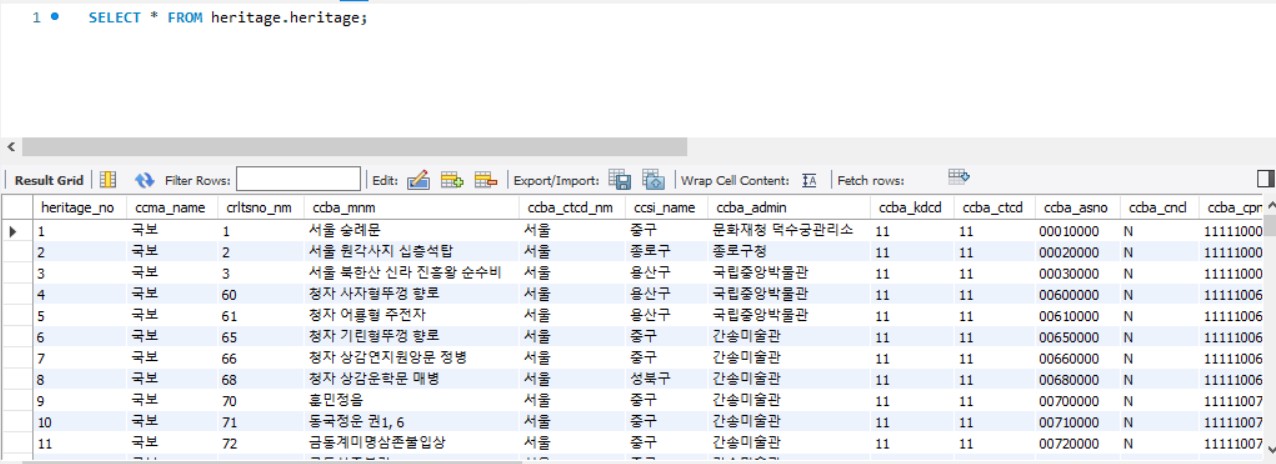 1 SELECT * FROM heritage.heritage;
Result Grid Filter Rows: Edit: Export/Import: Wrap Cell Content: Fetch rows:
heritage_no ccma_name crltsno_nm ccba_mnm ccba_ctcd_nm ccsi_name ccba_admin ccba_kdcd ccba_ctcd ccba_asno ccba_cncl ccba_cpn
1 국보 1 서울 숭례문 서울 중구 문화재청 덕수궁관리소 11 11 00010000 N 11111000
2 국보 2 서울 원각사지 십층석탑 서울 종로구 종로구청 11 11 00020000 N 11111000
3 국보 3 서울 북한산 신라 진흥왕 순수비 서울 용산구 국립중앙박물관 11 11 00030000 N 11111000
4 국보 60 청자 사자형뚜껑 향로 서울 용산구 국립중앙박물관 11 11 00600000 N 11111006
5 국보 61 청자 어룡형 주전자 서울 용산구 국립중앙박물관 11 11 00610000 N 11111006
6 국보 65 청자 기린형뚜껑 향로 서울 중구 간송미술관 11 11 00650000 N 11111006
7 국보 66 청자 상감연지원앙문 정병 서울 중구 간송미술관 11 11 00660000 N 11111006
8 국보 68 청자 상감운학문 매병 서울 성북구 간송미술관 11 11 00680000 N 11111006
9 국보 70 훈민정음 서울 중구 간송미술관 11 11 00700000 N 11111007
10 국보 71 동국정운 권1, 6 서울 중구 간송미술관 11 11 00710000 N 11111007
11 국보 72 금동계미명삼존불입상 서울 중구 간송미술관 11 11 00720000 N 11111007